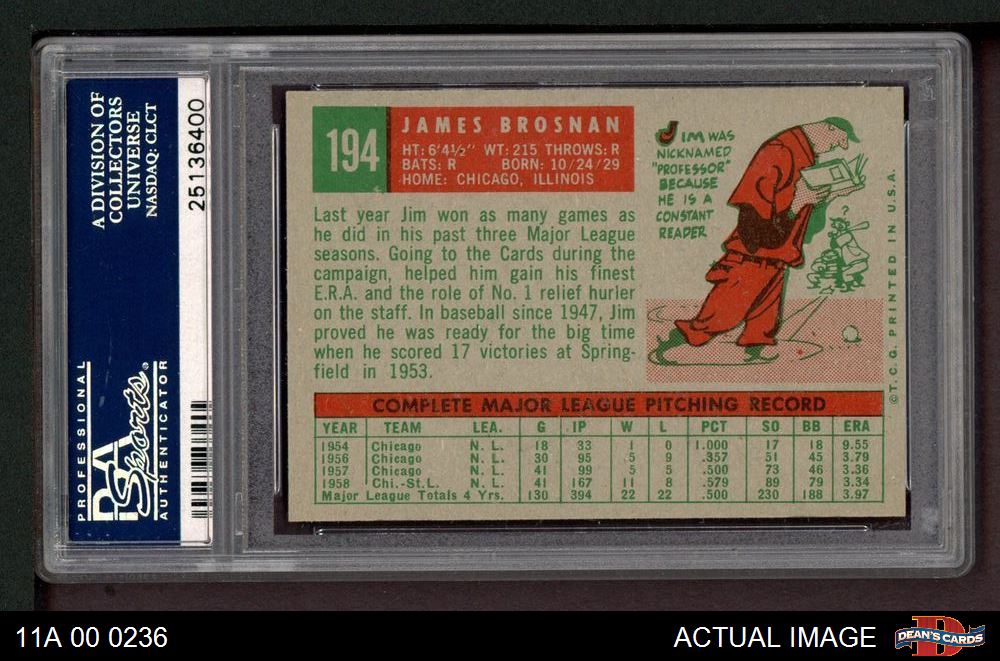 A DIVISION OF
COLLECTORS
UNIVERSE
NASDAQ: CLCT
25136400
PROFESSIONAL
PSA
Sports®
AUTHENTICATOR
194
JAMES BROSNAN
HT: 6'4½" WT: 215 THROWS: R
BATS: R BORN: 10/24/29
HOME: CHICAGO, ILLINOIS
Last year Jim won as many games as
he did in his past three Major League
seasons. Going to the Cards during the
campaign, helped him gain his finest
E.R.A. and the role of No. 1 relief hurler
on the staff. In baseball since 1947, Jim
proved he was ready for the big time
when he scored 17 victories at Spring-
field in 1953.
JIM WAS
NICKNAMED
"PROFESSOR"
BECAUSE
HE IS A
CONSTANT
READER
?
©T.C.G. PRINTED IN U.S.A.
COMPLETE MAJOR LEAGUE PITCHING RECORD
YEAR TEAM LEA. G IP W L PCT SO BB ERA
1954 Chicago N. L. 18 33 1 0 1.000 17 18 9.55
1956 Chicago N. L. 30 95 5 9 .357 51 45 3.79
1957 Chicago N. L. 41 99 5 5 .500 73 46 3.36
1958 Chi.-St.L. N. L. 41 167 11 8 .579 89 79 3.34
Major League Totals 4 Yrs. 130 394 22 22 .500 230 188 3.97
11A 00 0236
ACTUAL IMAGE
D
DEAN'S CARDS